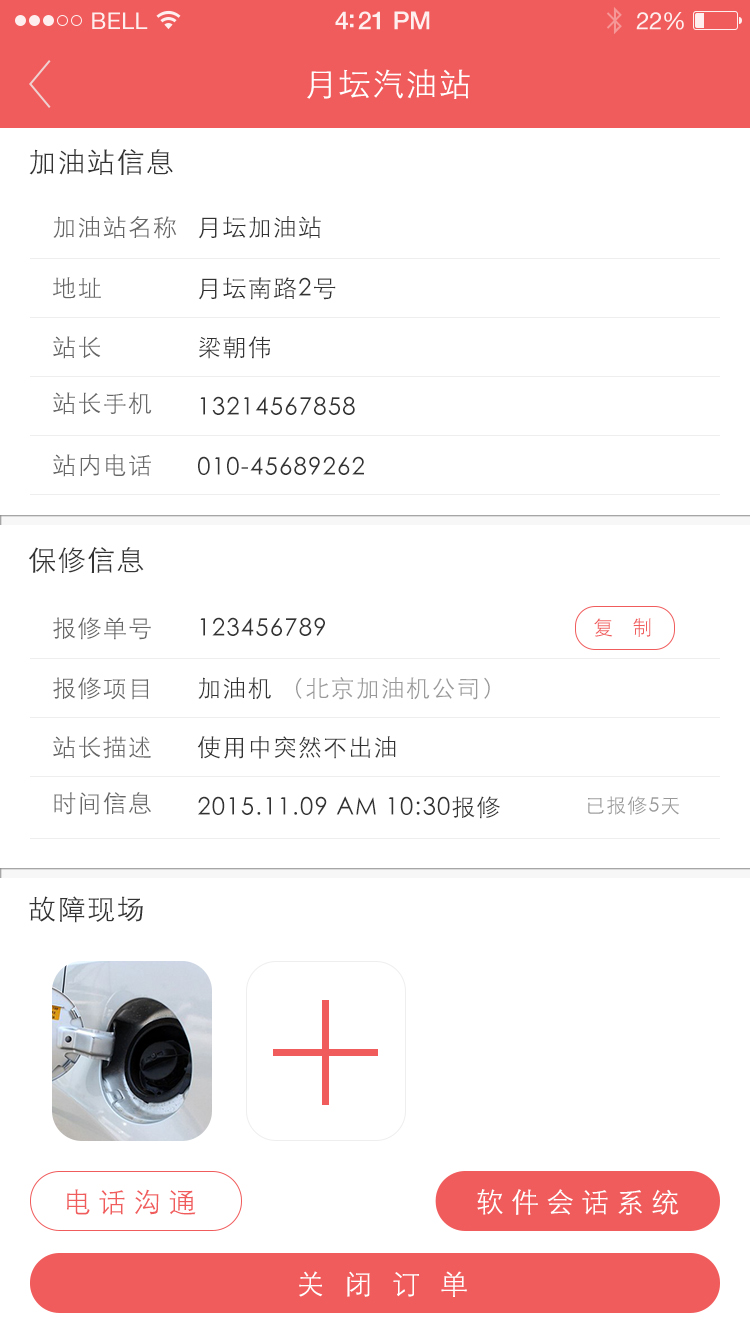 BELL 4:21 PM 22%
月坛汽油站
加油站信息
加油站名称 月坛加油站
地址 月坛南路2号
站长 梁朝伟
站长手机 13214567858
站内电话 010-45689262
保修信息
报修单号 123456789 复 制
报修项目 加油机 （北京加油机公司）
站长描述 使用中突然不出油
时间信息 2015.11.09 AM 10:30报修 已报修5天
故障现场
电话沟通 软件会话系统
关闭订单